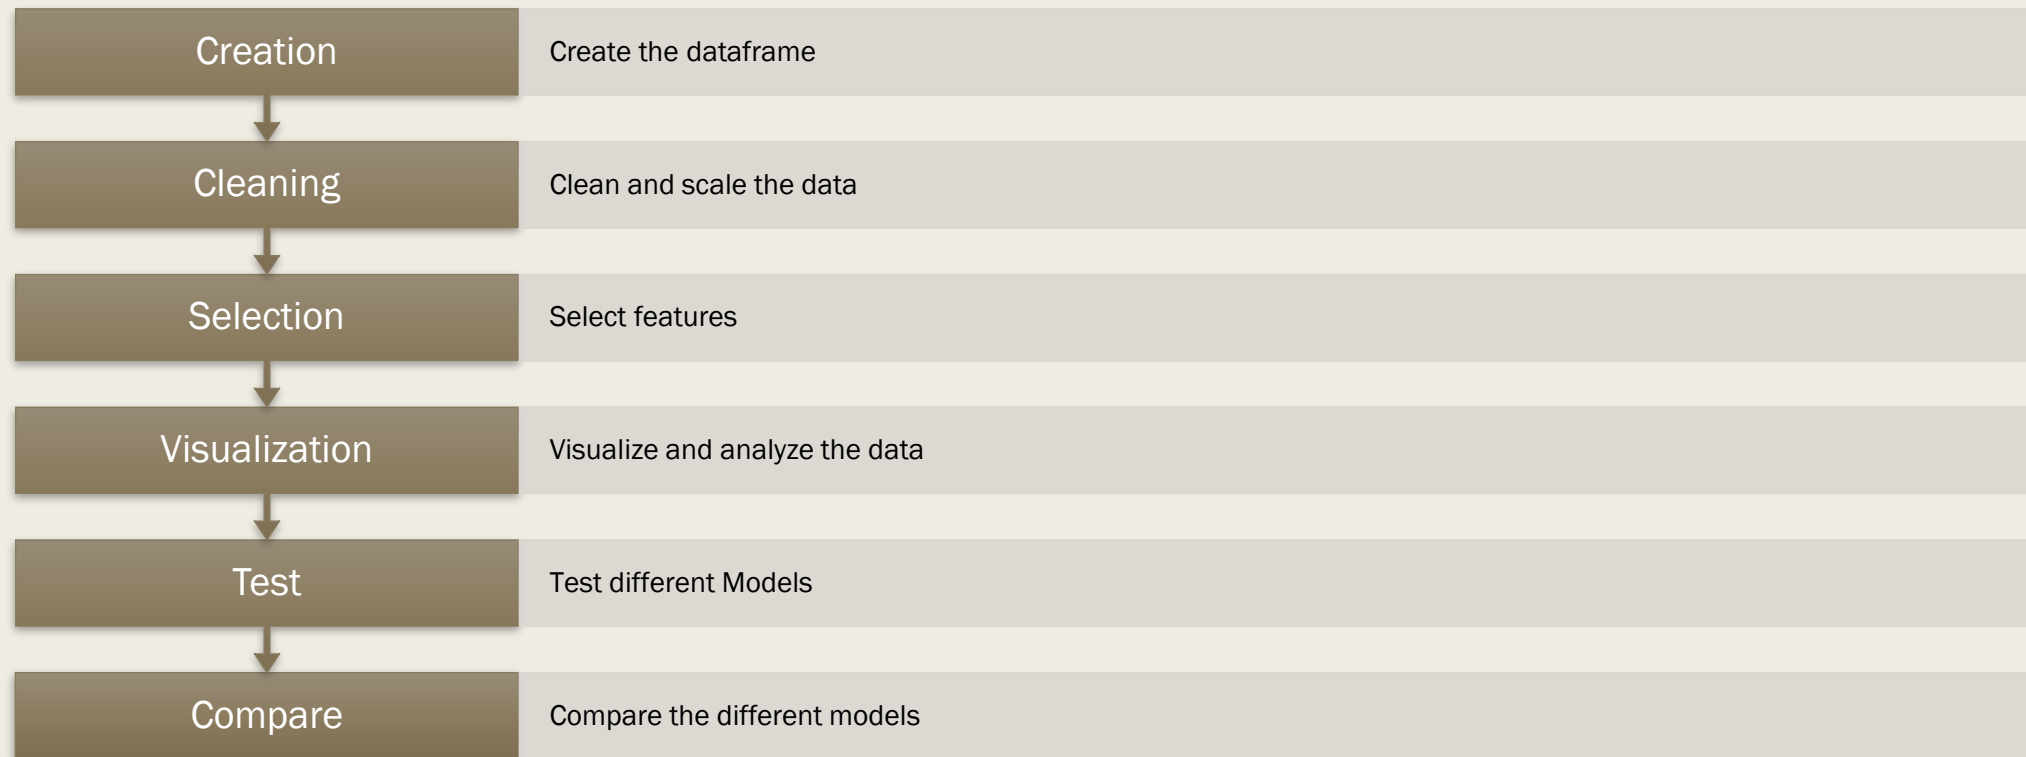 Creation
Create the dataframe
Cleaning
Clean and scale the data
Selection
Select features
Visualization
Visualize and analyze the data
Test
Test different Models
Compare
Compare the different models